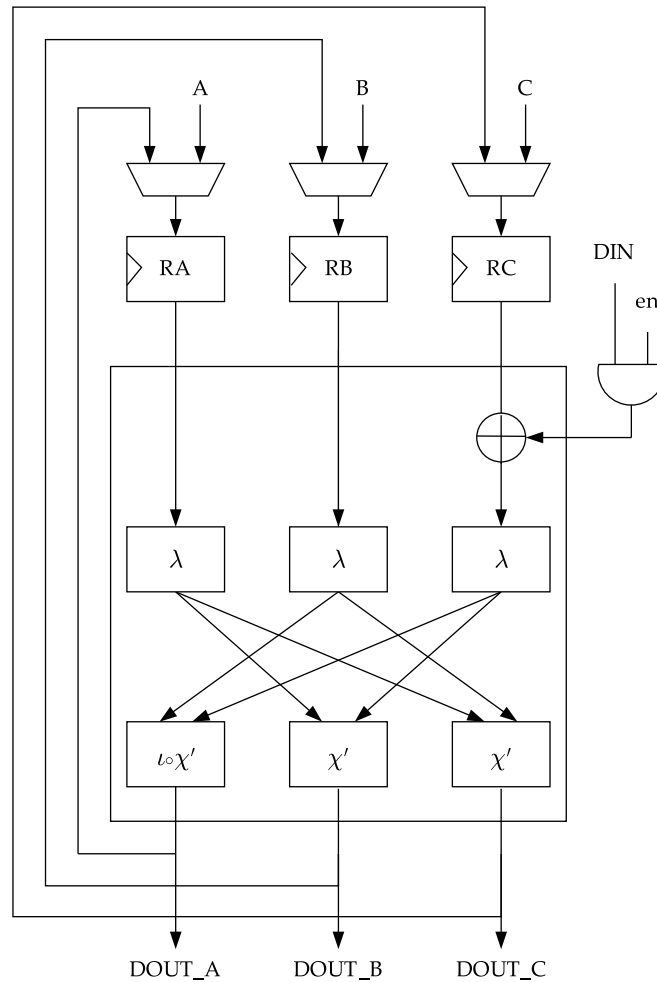 A B C
RA RB RC
DIN
en
λ λ λ
ι∘χ′ χ′ χ′
DOUT_A DOUT_B DOUT_C